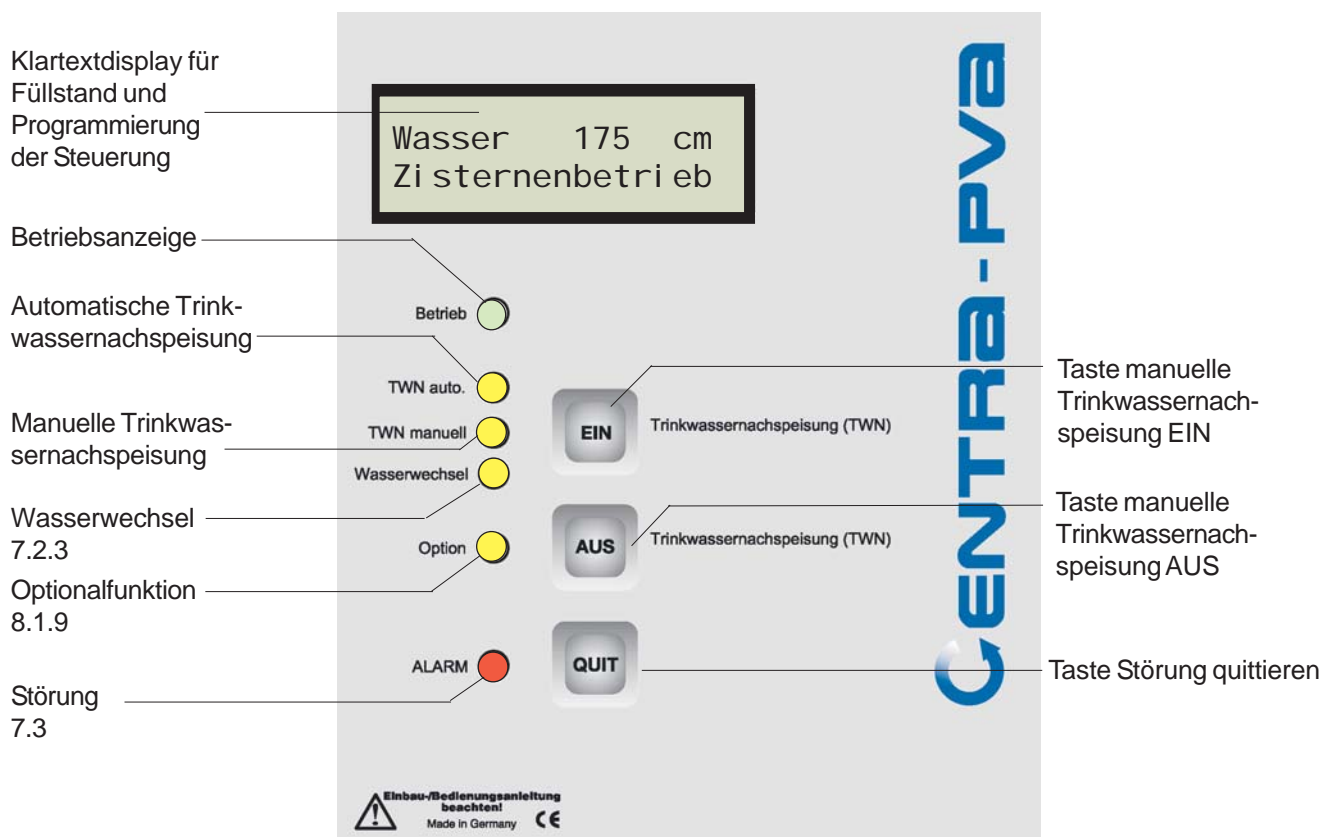 Klartextdisplay für
Füllstand und
Programmierung
der Steuerung
Wasser 175 cm
Zisternenbetrieb
Betriebsanzeige
Automatische Trink-
wassernachspeisung
Manuelle Trinkwas-
sernachspeisung
Wasserwechsel
7.2.3
Optionalfunktion
8.1.9
Störung
7.3
Betrieb
TWN auto.
TWN manuell
Wasserwechsel
Option
ALARM
EIN
Trinkwassernachspeisung (TWN)
AUS
Trinkwassernachspeisung (TWN)
QUIT
Einbau-/Bedienungsanleitung
beachten!
Made in Germany CE
CENTRa-PVa
Taste manuelle
Trinkwassernach-
speisung EIN
Taste manuelle
Trinkwassernach-
speisung AUS
Taste Störung quittieren